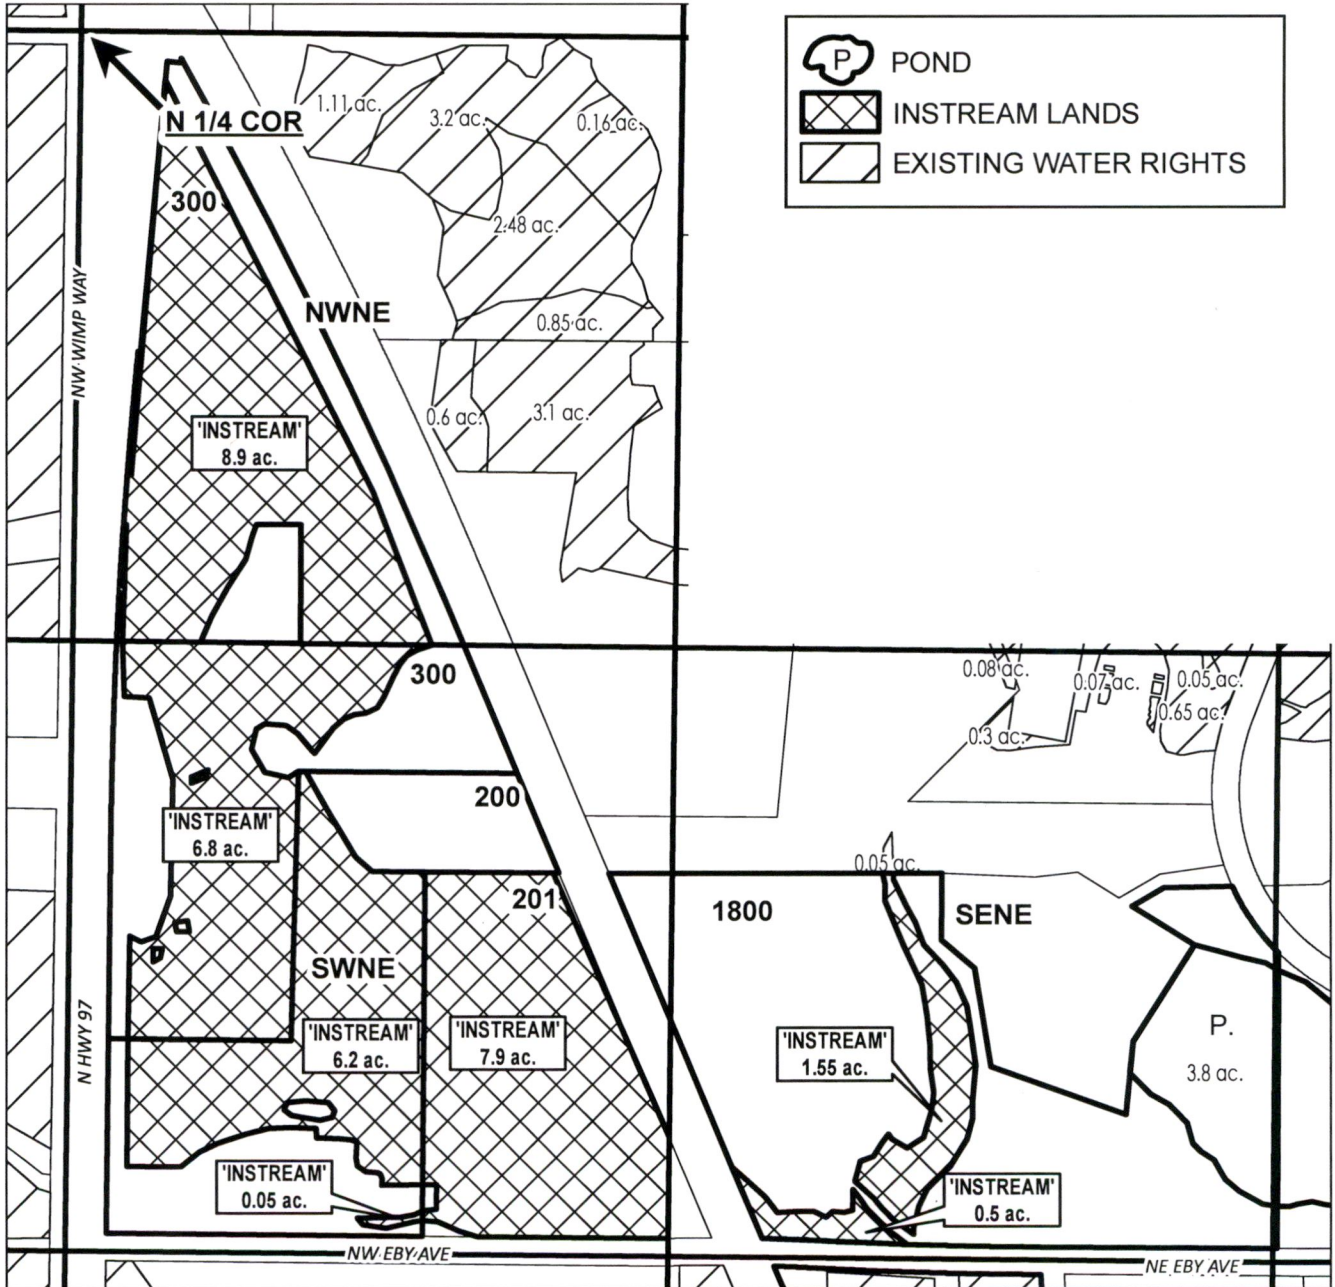 P
POND
INSTREAM LANDS
EXISTING WATER RIGHTS
N 1/4 COR
1.11 ac.
3.2 ac.
0.16 ac.
300
2.48 ac.
NW WIMP WAY
NWNE
0.85 ac.
0.6 ac.
3.1 ac.
'INSTREAM'
8.9 ac.
300
0.08 ac.
0.07 ac.
0.05 ac.
0.65 ac.
0.3 ac.
200
'INSTREAM'
6.8 ac.
0.05 ac.
201
1800
SENE
SWNE
N HWY 97
'INSTREAM'
6.2 ac.
'INSTREAM'
7.9 ac.
'INSTREAM'
1.55 ac.
P.
3.8 ac.
'INSTREAM'
0.05 ac.
'INSTREAM'
0.5 ac.
NW EBY AVE
NE EBY AVE